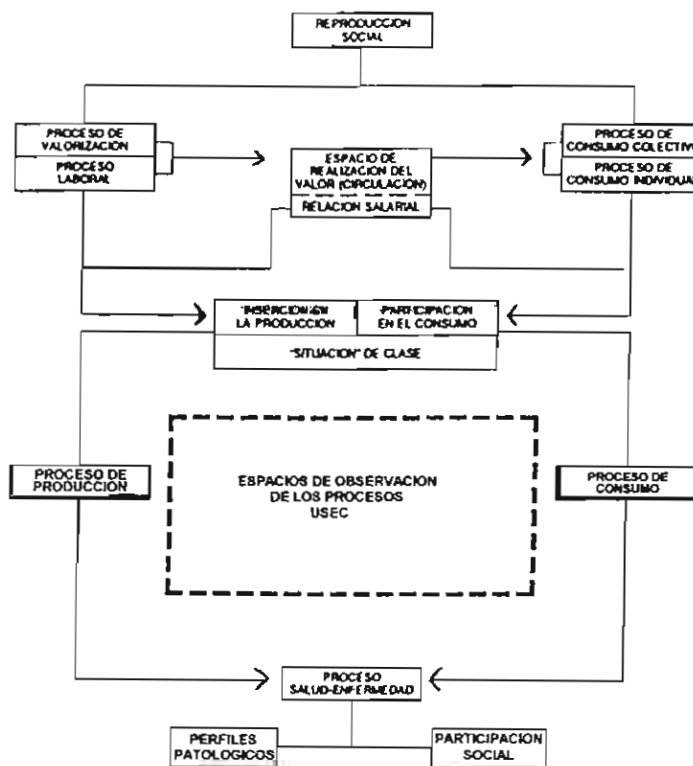 REPRODUCCION
SOCIAL
PROCESO DE
VALORIZACION
PROCESO
LABORAL
ESPACIO DE
REALIZACION DEL
VALOR (CIRCULACION)
RELACION SALARIAL
PROCESO DE
CONSUMO COLECTIVO
PROCESO DE
CONSUMO INDIVIDUAL
INSERCION EN
LA PRODUCCION
PARTICIPACION
EN EL CONSUMO
"SITUACION" DE CLASE
PROCESO DE
PRODUCCION
ESPACIOS DE OBSERVACION
DE LOS PROCESOS
USEC
PROCESO DE
CONSUMO
PROCESO
SALUD-ENFERMEDAD
PERFILES
PATOLOGICOS
PARTICIPACION
SOCIAL